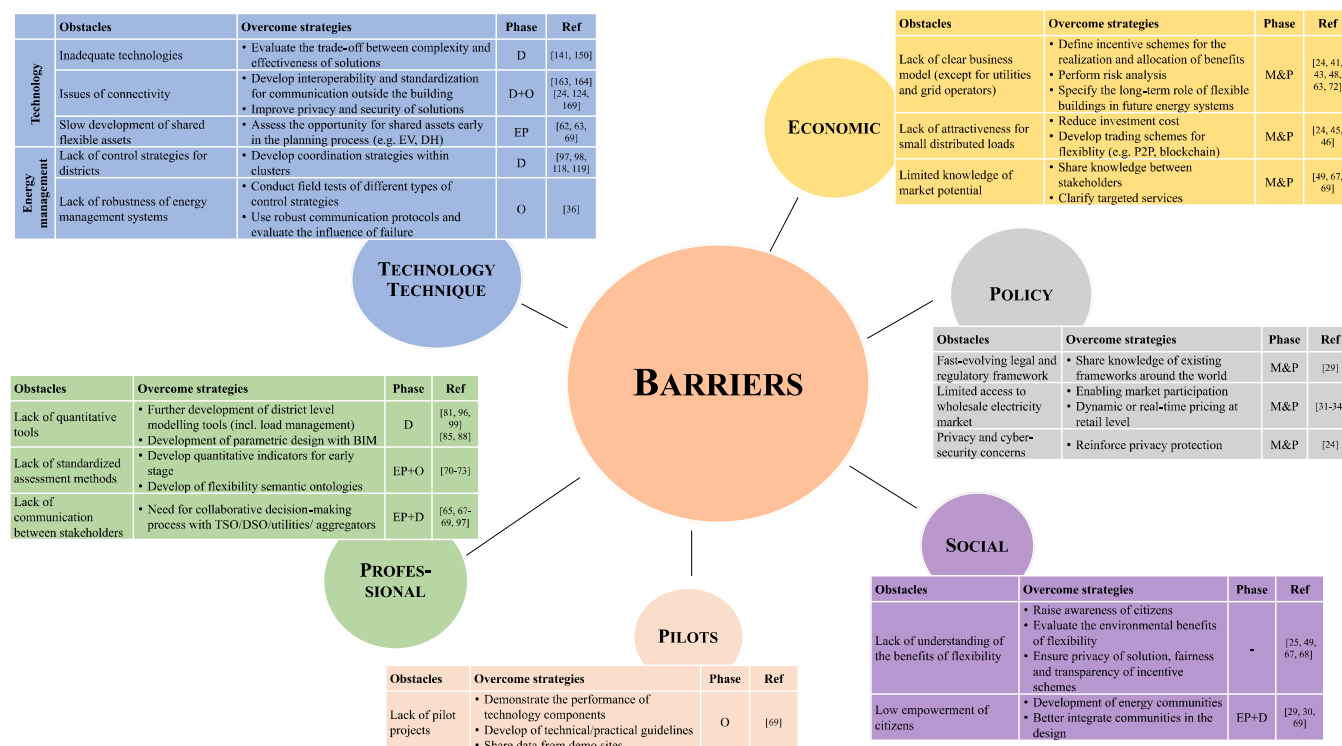 Obstacles Overcome strategies Phase Ref
Technology
Inadequate technologies
• Evaluate the trade-off between complexity and
effectiveness of solutions
D
[141, 150]
Issues of connectivity
• Develop interoperability and standardization
for communication outside the building
• Improve privacy and security of solutions
D+O
[163, 164]
[24, 124,
169]
Slow development of shared
flexible assets
• Assess the opportunity for shared assets early
in the planning process (e.g. EV, DH)
EP
[62, 63,
69]
Energy
management
Lack of control strategies for
districts
• Develop coordination strategies within
clusters
D
[97, 98,
118, 119]
Lack of robustness of energy
management systems
• Conduct field tests of different types of
control strategies
• Use robust communication protocols and
evaluate the influence of failure
O
[36]
TECHNOLOGY
TECHNIQUE
Obstacles Overcome strategies Phase Ref
Lack of clear business
model (except for utilities
and grid operators)
• Define incentive schemes for the
realization and allocation of benefits
• Perform risk analysis
• Specify the long-term role of flexible
buildings in future energy systems
M&P
[24, 41,
43, 48,
63, 72]
Lack of attractiveness for
small distributed loads
• Reduce investment cost
• Develop trading schemes for
flexiblity (e.g. P2P, blockchain)
M&P
[24, 45,
46]
Limited knowledge of
market potential
• Share knowledge between
stakeholders
• Clarify targeted services
M&P
[49, 67,
69]
ECONOMIC
POLICY
Obstacles Overcome strategies Phase Ref
Fast-evolving legal and
regulatory framework
• Share knowledge of existing
frameworks around the world
M&P
[29]
Limited access to
wholesale electricity
market
• Enabling market participation
• Dynamic or real-time pricing at
retail level
M&P
[31-34
Privacy and cyber-
security concerns
• Reinforce privacy protection
M&P
[24]
BARRIERS
Obstacles Overcome strategies Phase Ref
Lack of quantitative
tools
• Further development of district level
modelling tools (incl. load management)
• Development of parametric design with BIM
D
[81, 96,
99]
[85, 88]
Lack of standardized
assessment methods
• Develop quantitative indicators for early
stage
• Develop of flexibility semantic ontologies
EP+O
[70-73]
Lack of
communication
between stakeholders
• Need for collaborative decision-making
process with TSO/DSO/utilities/ aggregators
EP+D
[65, 67-
69, 97]
PROFES-
SIONAL
SOCIAL
Obstacles Overcome strategies Phase Ref
Lack of understanding of
the benefits of flexibility
• Raise awareness of citizens
• Evaluate the environmental benefits
of flexibility
• Ensure privacy of solution, fairness
and transparency of incentive
schemes
-
[25, 49,
67, 68]
Low empowerment of
citizens
• Development of energy communities
• Better integrate communities in the
design
EP+D
[29, 30,
69]
PILOTS
Obstacles Overcome strategies Phase Ref
Lack of pilot
projects
• Demonstrate the performance of
technology components
• Develop of technical/practical guidelines
• Share data from demo sites
O
[69]